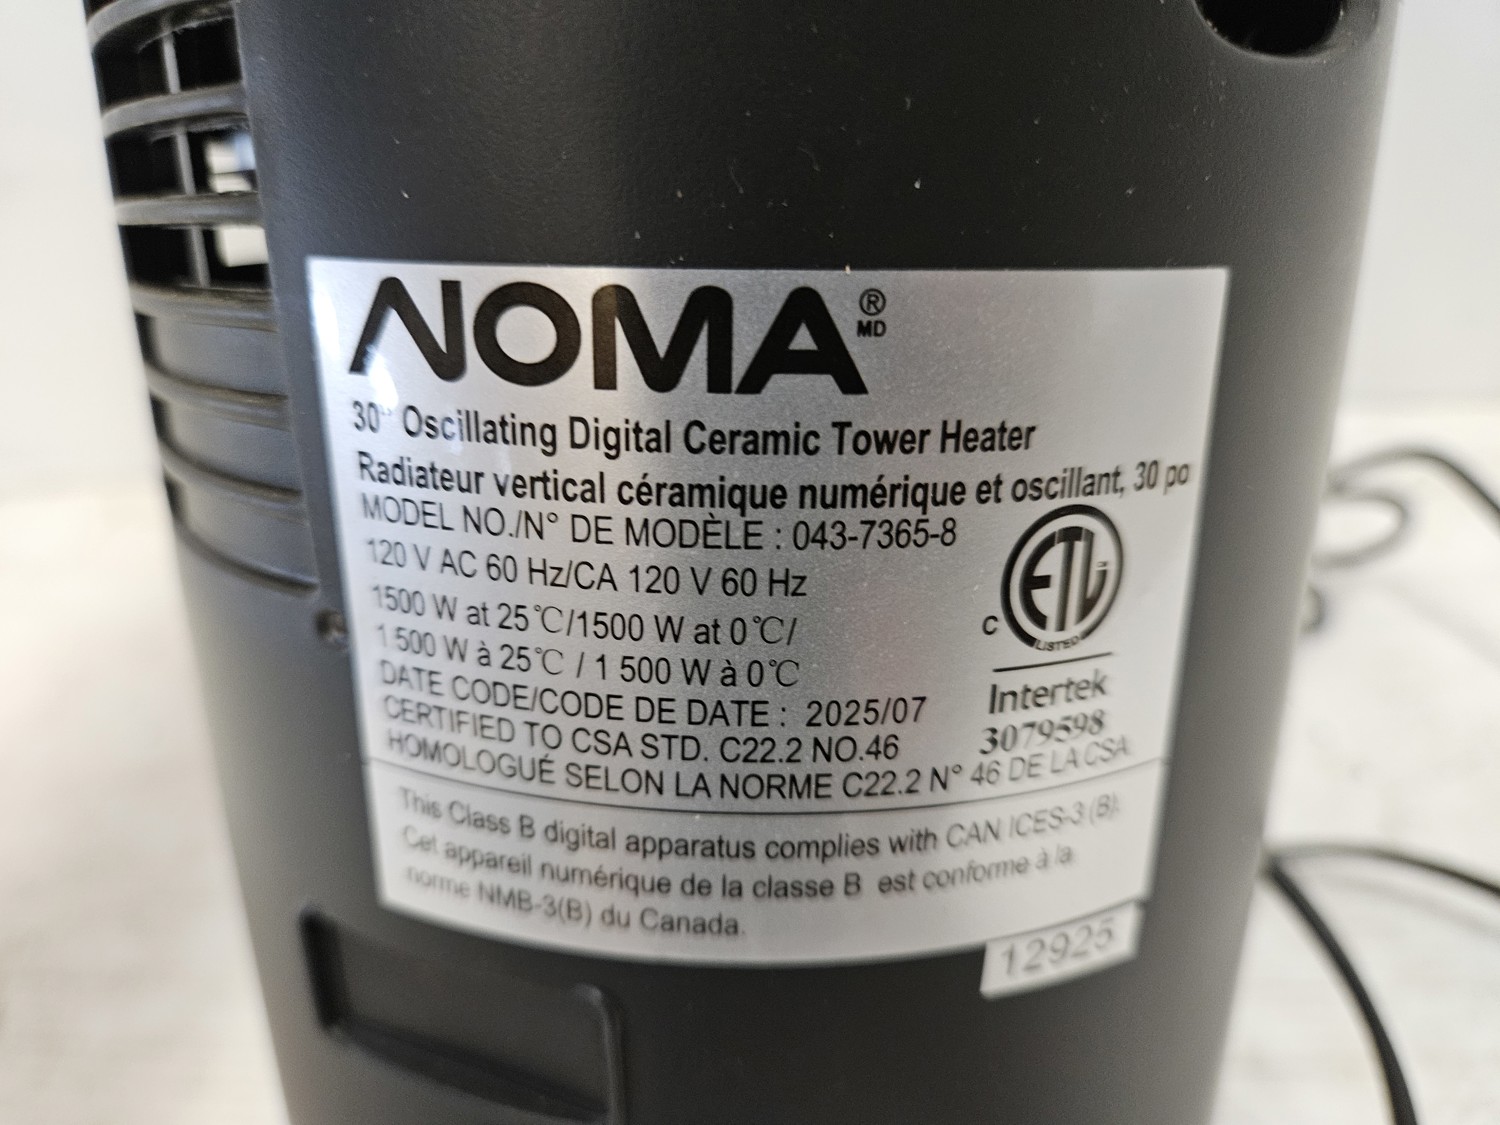 NOMA® MD
30" Oscillating Digital Ceramic Tower Heater
Radiateur vertical céramique numérique et oscillant, 30 po
MODEL NO./N° DE MODÈLE : 043-7365-8
120 V AC 60 Hz/CA 120 V 60 Hz
1500 W at 25℃/1500 W at 0℃/
1 500 W à 25℃ / 1 500 W à 0℃
DATE CODE/CODE DE DATE : 2025/07
CERTIFIED TO CSA STD. C22.2 NO.46
HOMOLOGUÉ SELON LA NORME C22.2 N° 46 DE LA CSA
C ETL
LISTED
Intertek
3079598
This Class B digital apparatus complies with CAN ICES-3 (B).
Cet appareil numérique de la classe B est conforme à la
norme NMB-3(B) du Canada.
12925